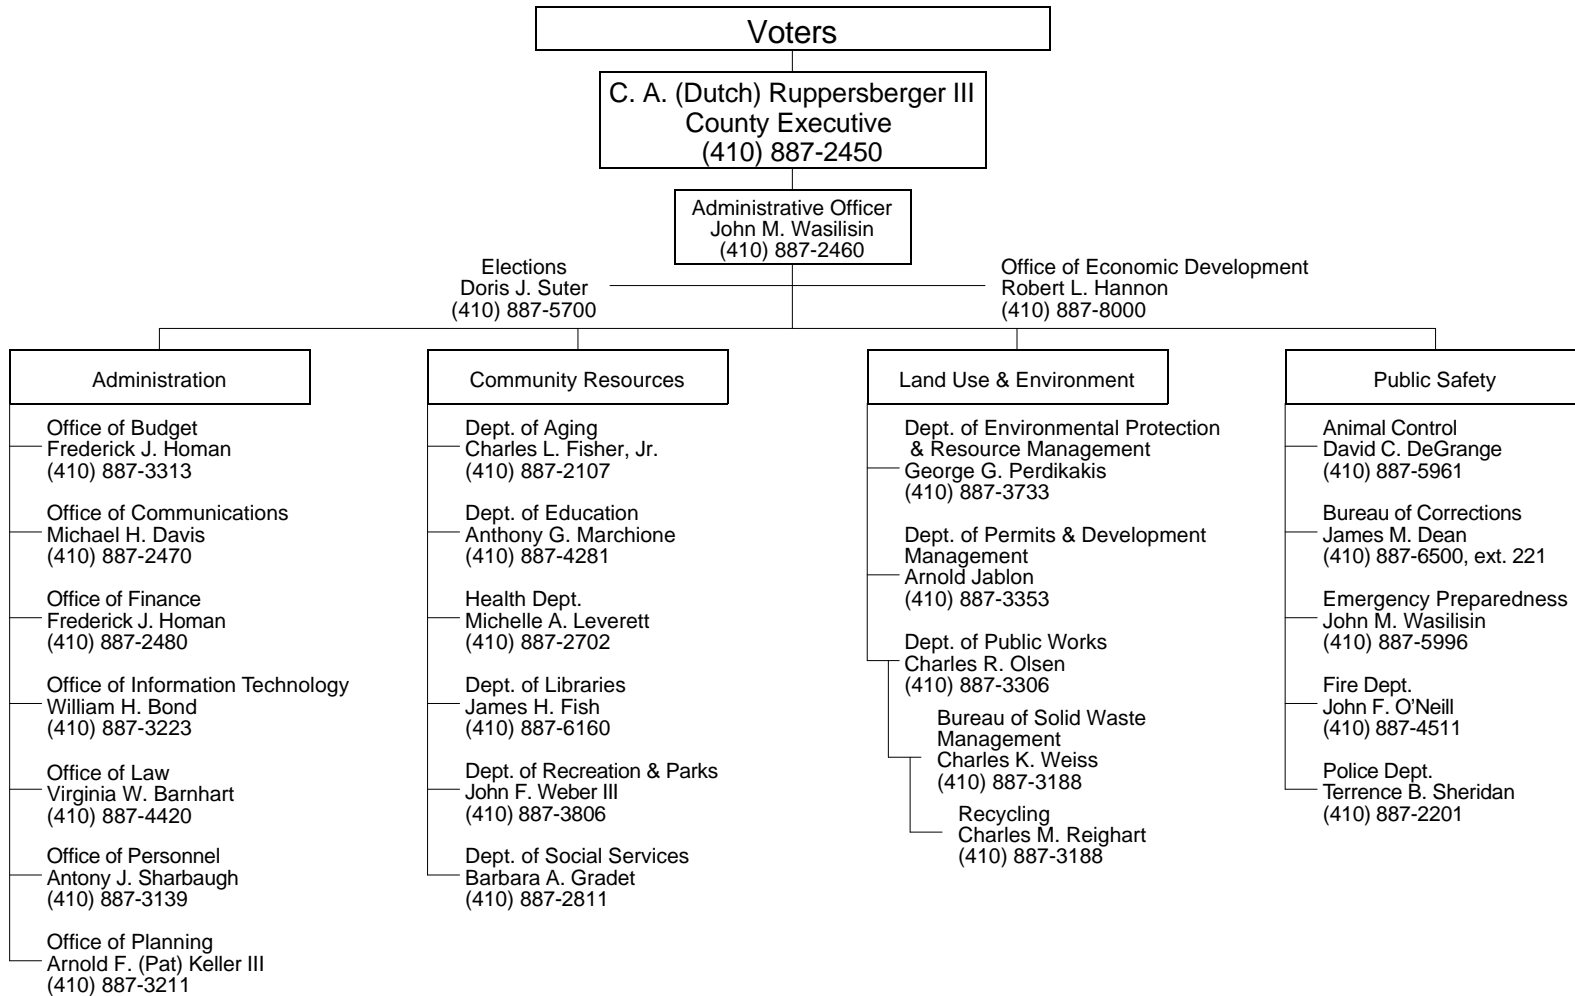 Voters
C. A. (Dutch) Ruppersberger III
County Executive
(410) 887-2450
Administrative Officer
John M. Wasilisin
(410) 887-2460
Elections
Doris J. Suter
(410) 887-5700
Office of Economic Development
Robert L. Hannon
(410) 887-8000
Administration
Office of Budget
Frederick J. Homan
(410) 887-3313
Office of Communications
Michael H. Davis
(410) 887-2470
Office of Finance
Frederick J. Homan
(410) 887-2480
Office of Information Technology
William H. Bond
(410) 887-3223
Office of Law
Virginia W. Barnhart
(410) 887-4420
Office of Personnel
Antony J. Sharbaugh
(410) 887-3139
Office of Planning
Arnold F. (Pat) Keller III
(410) 887-3211
Community Resources
Dept. of Aging
Charles L. Fisher, Jr.
(410) 887-2107
Dept. of Education
Anthony G. Marchione
(410) 887-4281
Health Dept.
Michelle A. Leverett
(410) 887-2702
Dept. of Libraries
James H. Fish
(410) 887-6160
Dept. of Recreation & Parks
John F. Weber III
(410) 887-3806
Dept. of Social Services
Barbara A. Gradet
(410) 887-2811
Land Use & Environment
Dept. of Environmental Protection
& Resource Management
George G. Perdikakis
(410) 887-3733
Dept. of Permits & Development
Management
Arnold Jablon
(410) 887-3353
Dept. of Public Works
Charles R. Olsen
(410) 887-3306
Bureau of Solid Waste
Management
Charles K. Weiss
(410) 887-3188
Recycling
Charles M. Reighart
(410) 887-3188
Public Safety
Animal Control
David C. DeGrange
(410) 887-5961
Bureau of Corrections
James M. Dean
(410) 887-6500, ext. 221
Emergency Preparedness
John M. Wasilisin
(410) 887-5996
Fire Dept.
John F. O'Neill
(410) 887-4511
Police Dept.
Terrence B. Sheridan
(410) 887-2201